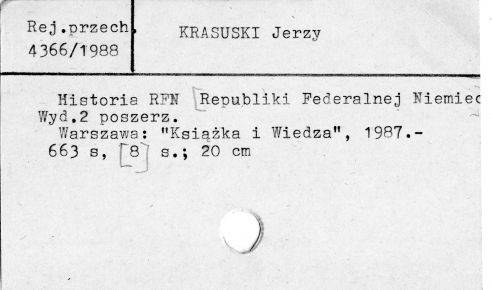 Rej.przech.
4366/1988
KRASUSKI Jerzy
Historia RFN [Republiki Federalnej Niemiec
Wyd.2 poszerz.
Warszawa: "Książka i Wiedza", 1987.-
663 s, [8] s.; 20 cm